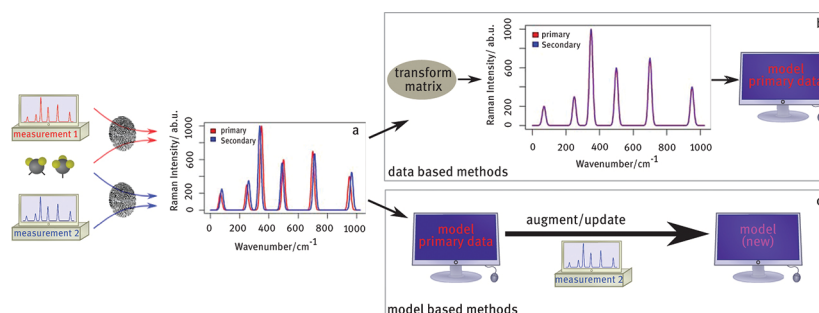 measurement 1
measurement 2
a
primary
Secondary
Raman Intensity/ ab.u.
0 200 600 1000
0 200 400 600 800 1000
Wavenumber/cm-1
b
transform
matrix
primary
Secondary
Raman Intensity/ ab.u.
0 200 600 1000
0 200 400 600 800 1000
Wavenumber/cm-1
model
primary data
data based methods
model
primary data
augment/update
measurement 2
model
(new)
model based methods